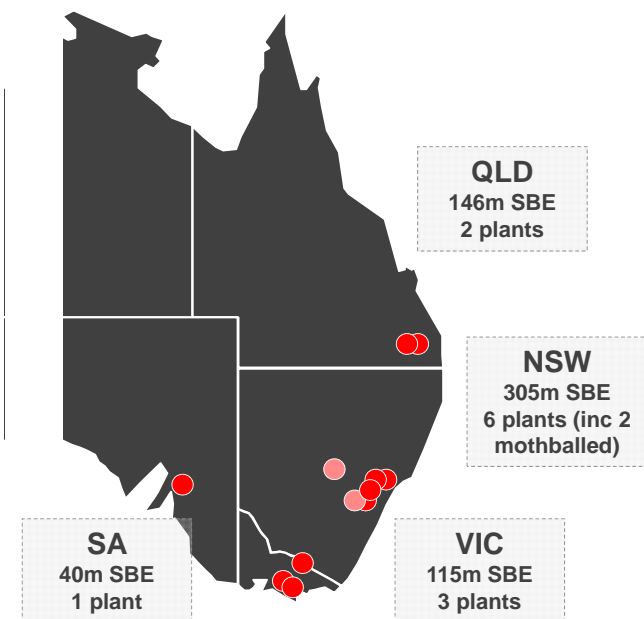 QLD
146m SBE
2 plants
NSW
305m SBE
6 plants (inc 2
mothballed)
SA
40m SBE
1 plant
VIC
115m SBE
3 plants